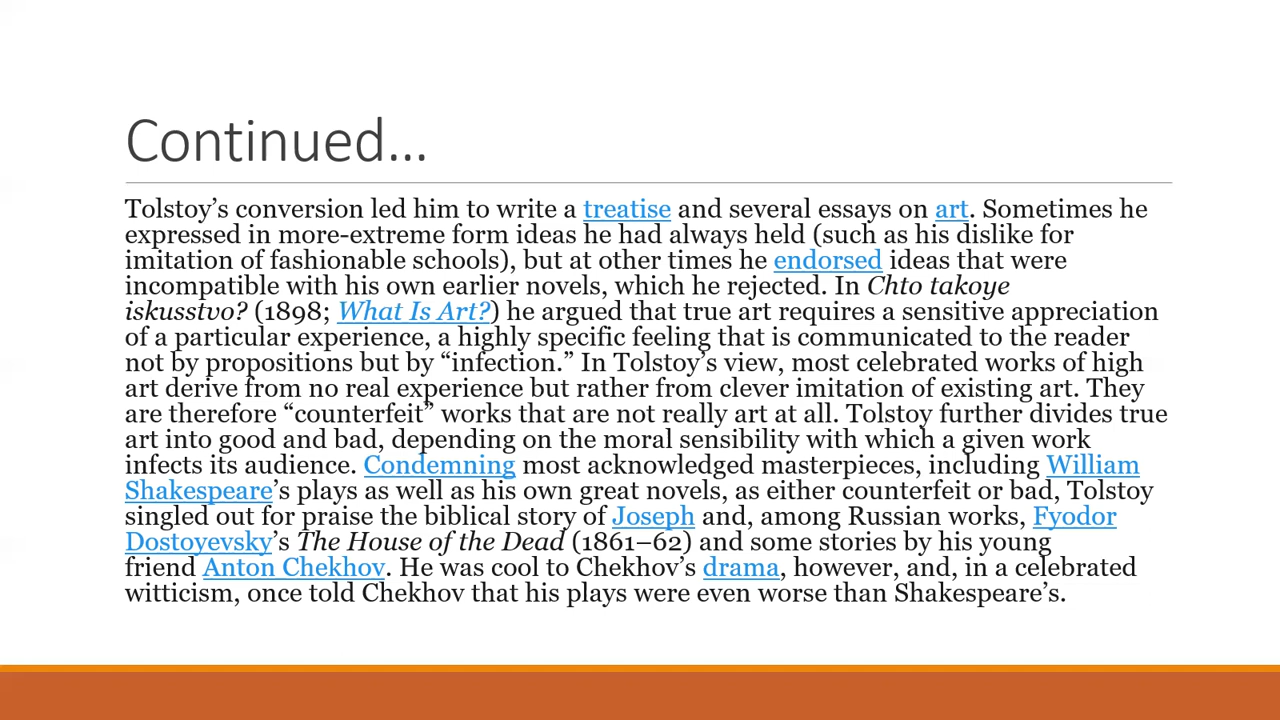 Continued...
Tolstoy’s conversion led him to write a treatise and several essays on art. Sometimes he
expressed in more-extreme form ideas he had always held (such as his dislike for
imitation of fashionable schools), but at other times he endorsed ideas that were
incompatible with his own earlier novels, which he rejected. In Chto takoye
iskusstvo? (1898; What Is Art?) he argued that true art requires a sensitive appreciation
of a particular experience, a highly specific feeling that is communicated to the reader
not by propositions but by “infection.” In Tolstoy’s view, most celebrated works of high
art derive from no real experience but rather from clever imitation of existing art. They
are therefore “counterfeit” works that are not really art at all. Tolstoy further divides true
art into good and bad, depending on the moral sensibility with which a given work
infects its audience. Condemning most acknowledged masterpieces, including William
Shakespeare’s plays as well as his own great novels, as either counterfeit or bad, Tolstoy
singled out for praise the biblical story of Joseph and, among Russian works, Fyodor
Dostoyevsky’s The House of the Dead (1861–62) and some stories by his young
friend Anton Chekhov. He was cool to Chekhov’s drama, however, and, in a celebrated
witticism, once told Chekhov that his plays were even worse than Shakespeare’s.